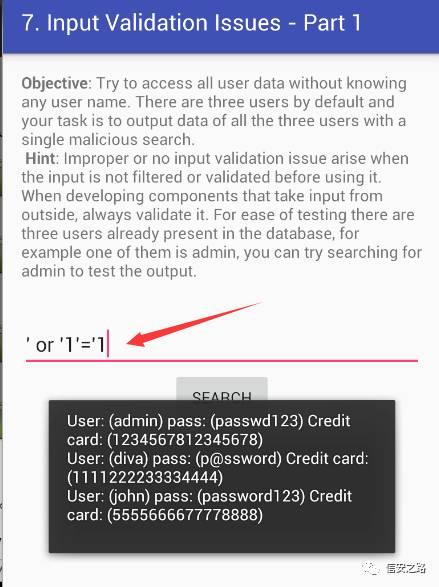 7. Input Validation Issues - Part 1
Objective: Try to access all user data without knowing
any user name. There are three users by default and
your task is to output data of all the three users with a
single malicious search.
Hint: Improper or no input validation issue arise when
the input is not filtered or validated before using it.
When developing components that take input from
outside, always validate it. For ease of testing there are
three users already present in the database, for
example one of them is admin, you can try searching for
admin to test the output.
' or '1'='1
SEARCH
User: (admin) pass: (passwd123) Credit
card: (1234567812345678)
User: (diva) pass: (p@ssword) Credit card:
(1111222233334444)
User: (john) pass: (password123) Credit
card: (5555666677778888)
信安之路